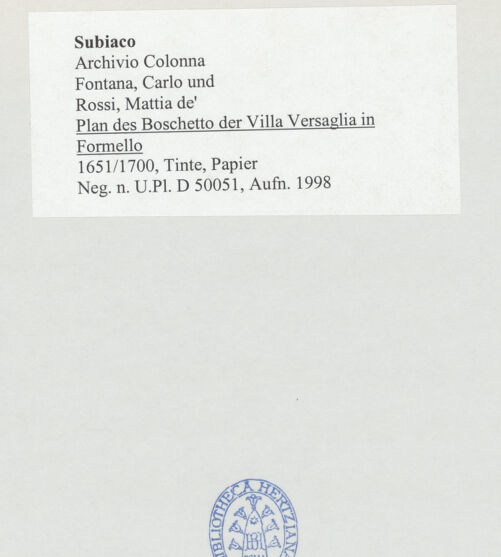 Subiaco
Archivio Colonna
Fontana, Carlo und
Rossi, Mattia de'
Plan des Boschetto der Villa Versaglia in
Formello
1651/1700, Tinte, Papier
Neg. n. U.Pl. D 50051, Aufn. 1998
BIBLIOTHECA HERTZIANA